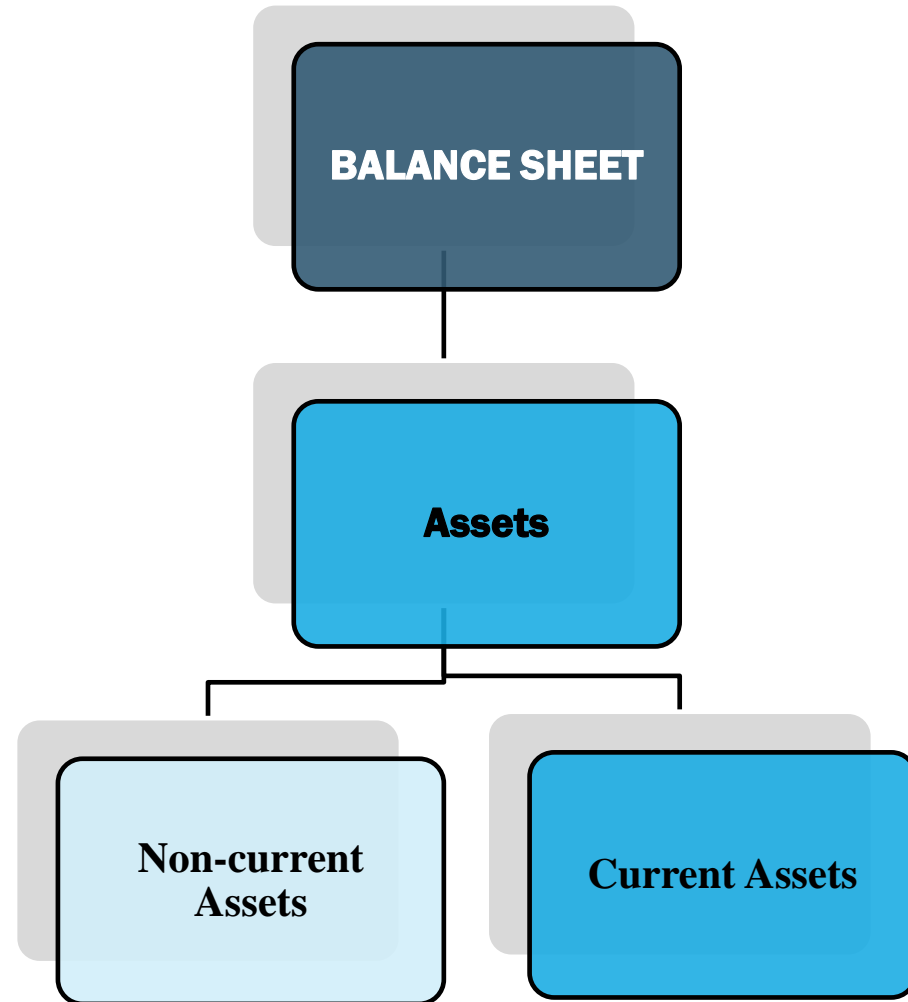 BALANCE SHEET
Assets
Non-current
Assets
Current Assets